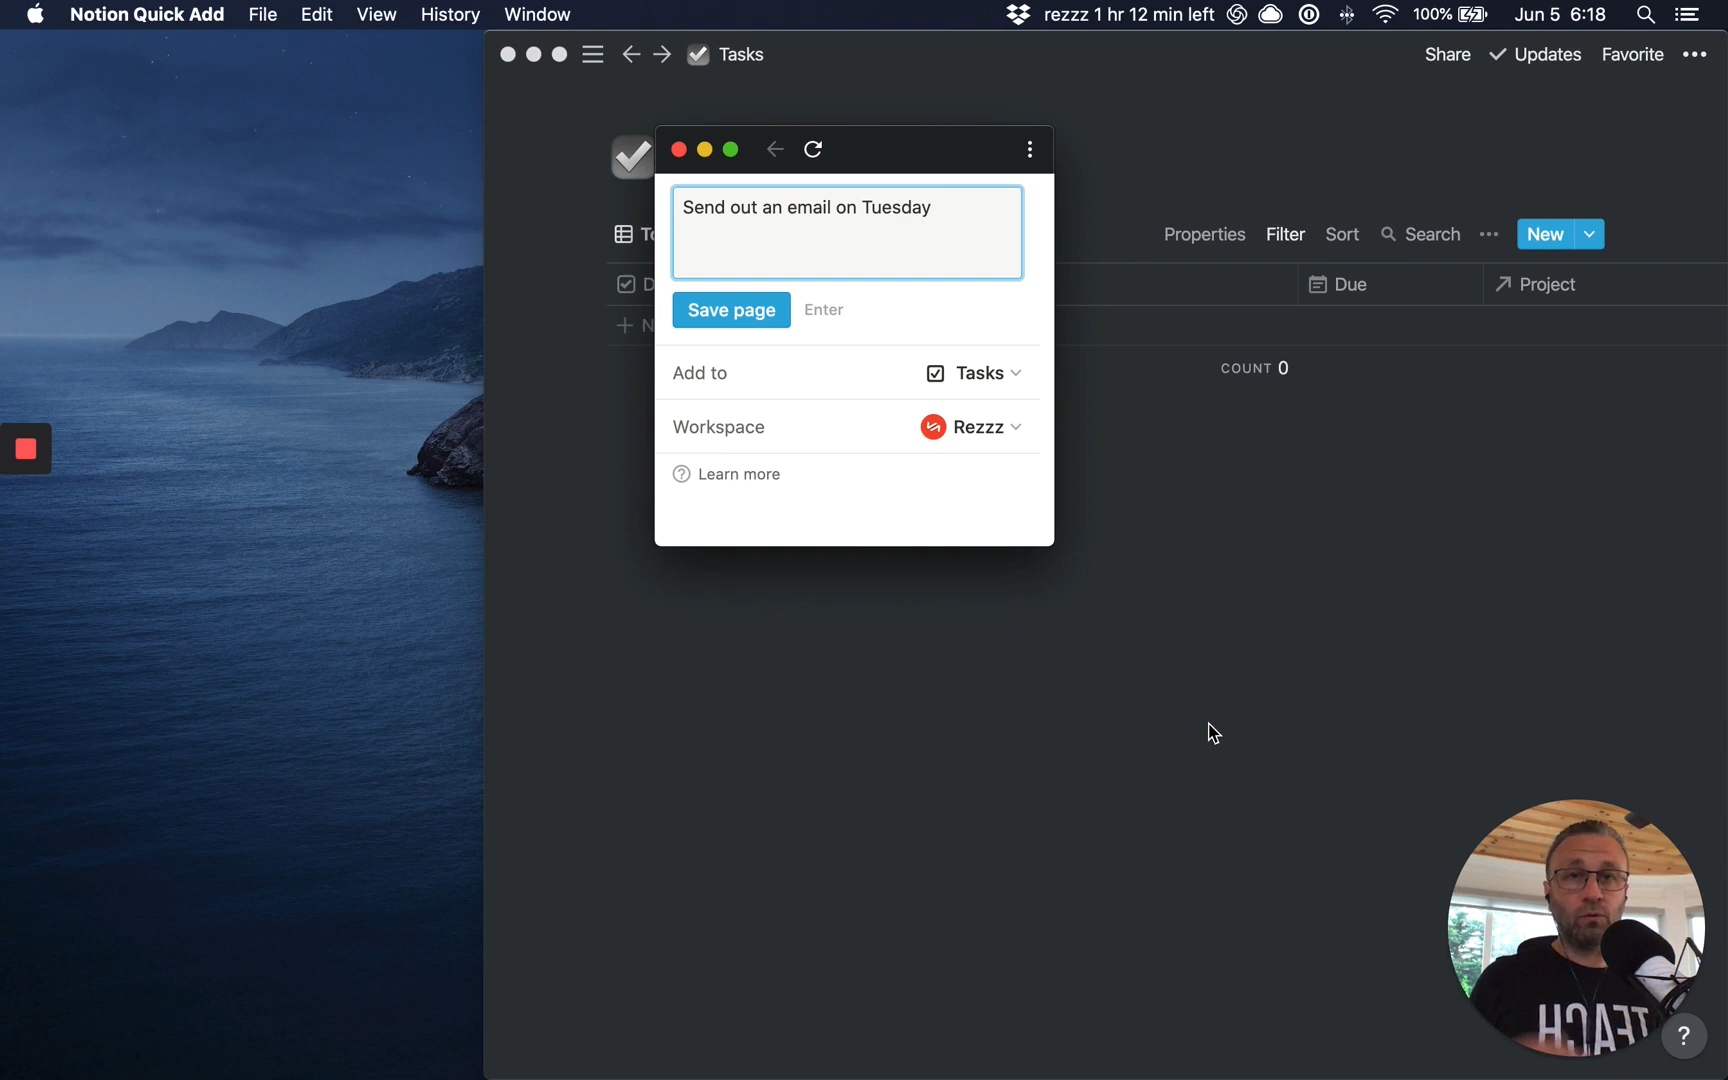 Notion Quick Add File Edit View History Window rezzz 1 hr 12 min left 100% Jun 5 6:18
Tasks Share Updates Favorite
Send out an email on Tuesday
Properties Filter Sort Search New
Due Project
Save page Enter
COUNT 0
Add to Tasks
Workspace Rezzz
Learn more
TEACH
?